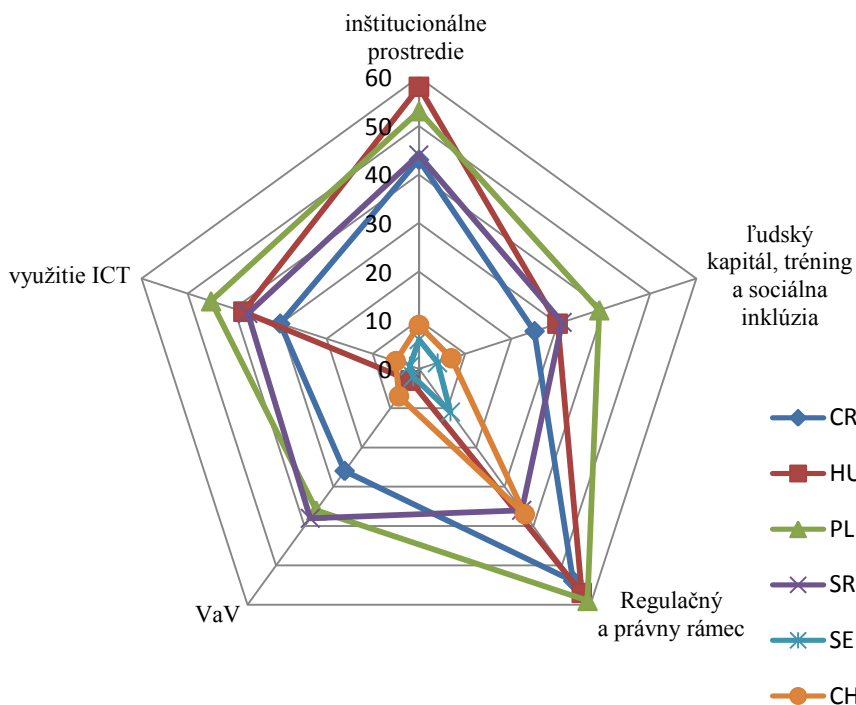 inštitucionálne
prostredie
60
50
40
30
20
10
0
ľudský
kapitál, tréning
a sociálna
inklúzia
Regulačný
a právny rámec
VaV
využitie ICT
CR
HU
PL
SR
SE
CH